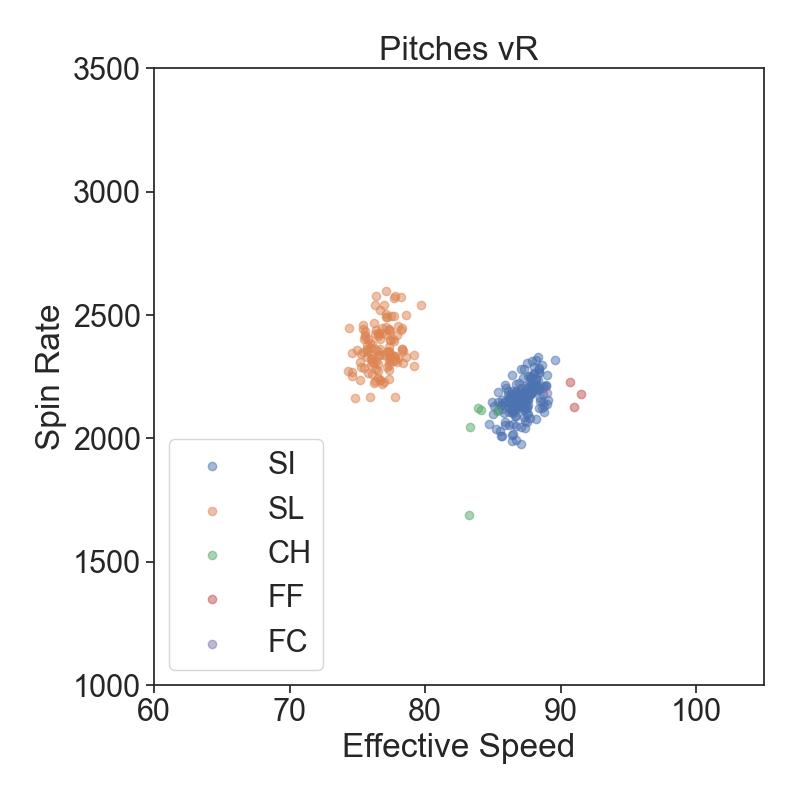 Pitches vR
3500
3000
2500
2000
1500
1000
Spin Rate
SI
SL
CH
FF
FC
60 70 80 90 100
Effective Speed